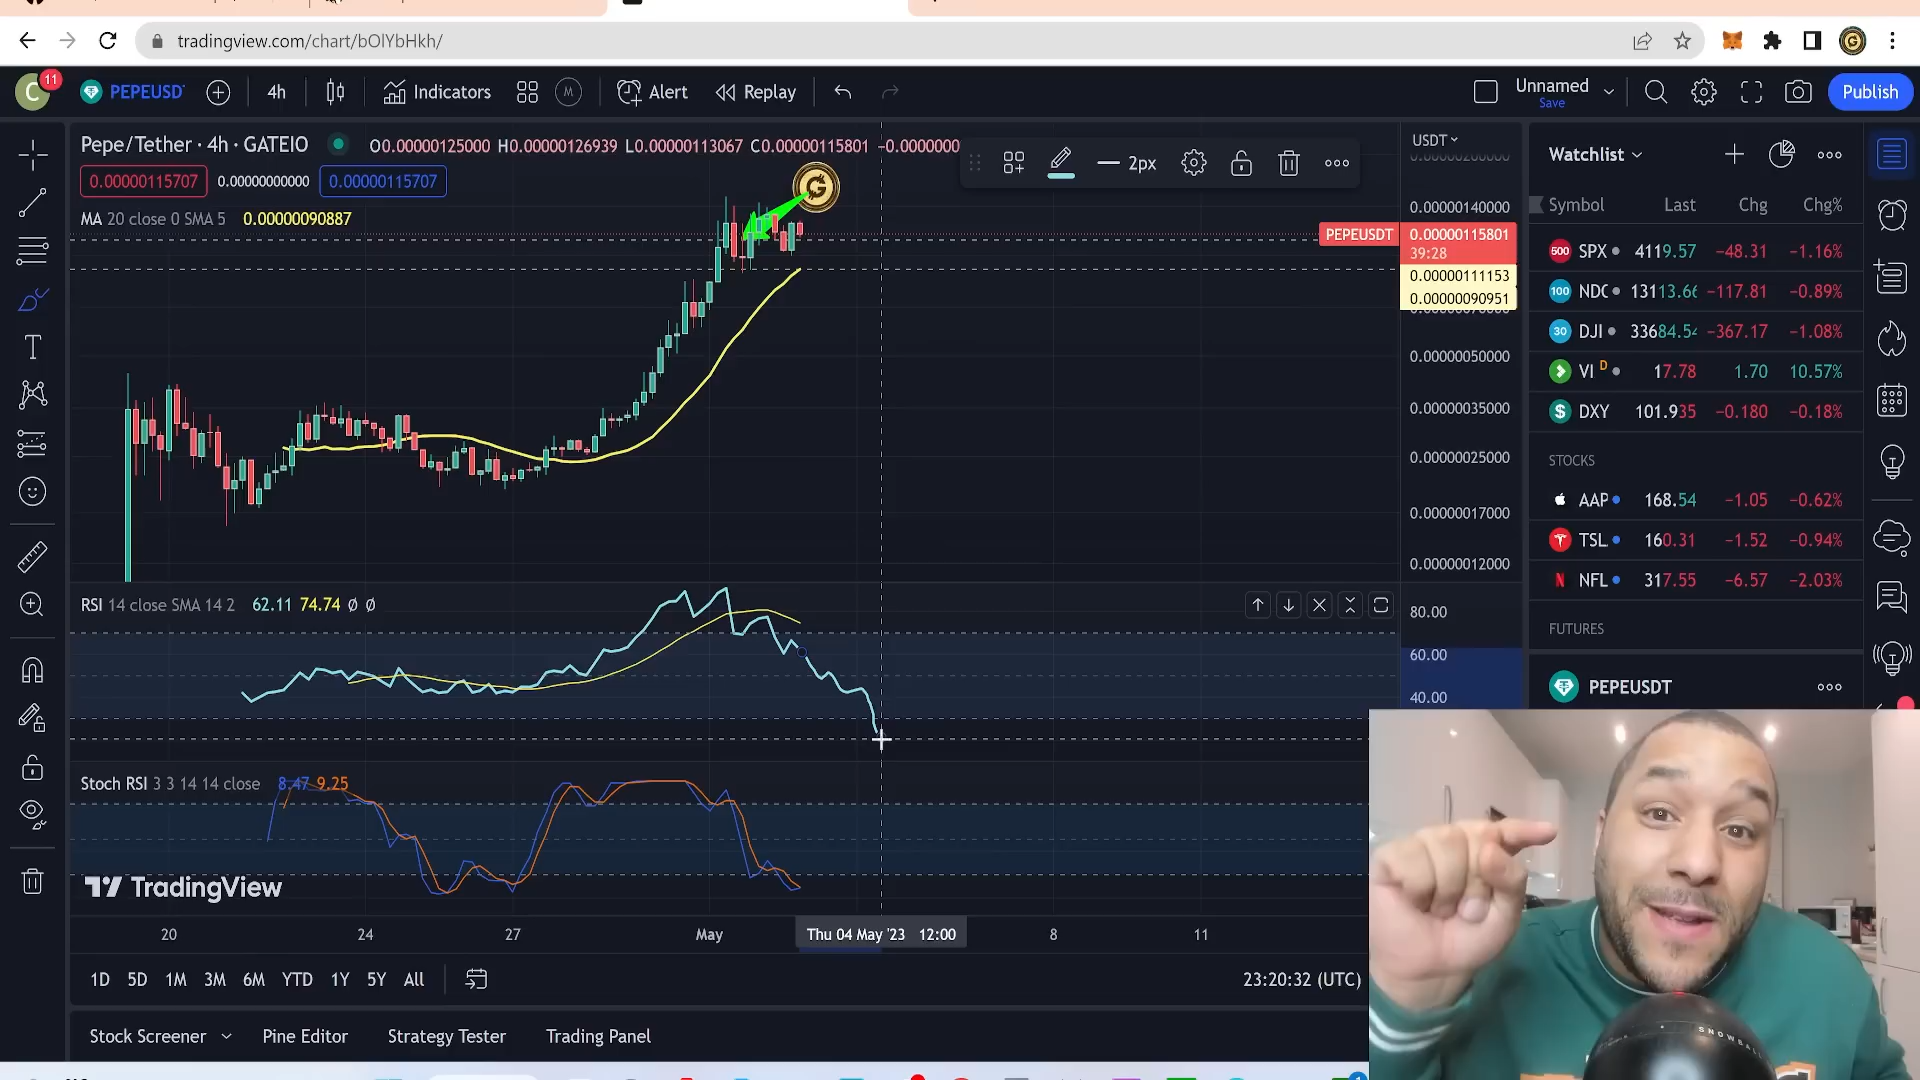 tradingview.com/chart/bOlYbHkh/
C
11
PEPEUSD
4h
Indicators
M
Alert
Replay
Unnamed
Save
Publish
Pepe/Tether · 4h · GATEIO
O0.00000125000 H0.00000126939 L0.00000113067 C0.00000115801 −0.0000000
0.00000115707
0.00000000000
0.00000115707
MA 20 close 0 SMA 5 0.00000090887
2px
USDT
0.00000140000
PEPEUSDT
0.00000115801
39:28
0.00000111153
0.00000090951
0.00000050000
0.00000035000
0.00000025000
0.00000017000
0.00000012000
RSI 14 close SMA 14 2 62.11 74.74 Ø Ø
80.00
60.00
40.00
Stoch RSI 3 3 14 14 close 8.47 9.25
TradingView
20
24
27
May
Thu 04 May '23 12:00
8
11
1D
5D
1M
3M
6M
YTD
1Y
5Y
All
23:20:32 (UTC)
Stock Screener
Pine Editor
Strategy Tester
Trading Panel
Watchlist
Symbol Last Chg Chg%
500 SPX 4119.57 −48.31 −1.16%
100 NDC 13113.66 −117.81 −0.89%
30 DJI 33684.54 −367.17 −1.08%
VI D 17.78 1.70 10.57%
$ DXY 101.935 −0.180 −0.18%
STOCKS
AAP 168.54 −1.05 −0.62%
TSL 160.31 −1.52 −0.94%
N NFL 317.55 −6.57 −2.03%
FUTURES
PEPEUSDT